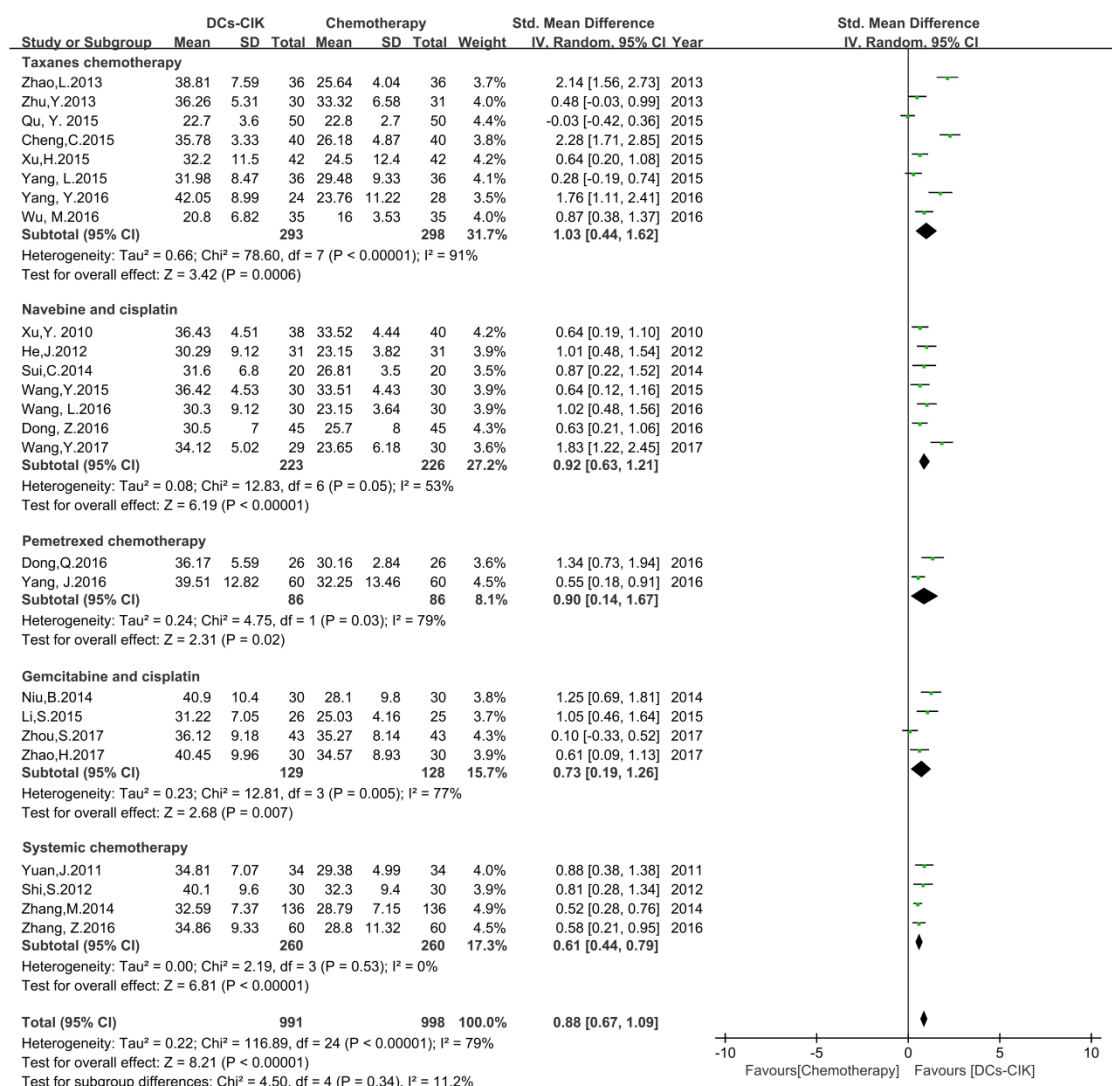 DCs-CIK Chemotherapy Std. Mean Difference Std. Mean Difference
Study or Subgroup Mean SD Total Mean SD Total Weight IV, Random, 95% CI Year IV, Random, 95% CI
Taxanes chemotherapy
Zhao,L.2013 38.81 7.59 36 25.64 4.04 36 3.7% 2.14 [1.56, 2.73] 2013
Zhu,Y.2013 36.26 5.31 30 33.32 6.58 31 4.0% 0.48 [-0.03, 0.99] 2013
Qu, Y. 2015 22.7 3.6 50 22.8 2.7 50 4.4% -0.03 [-0.42, 0.36] 2015
Cheng,C.2015 35.78 3.33 40 26.18 4.87 40 3.8% 2.28 [1.71, 2.85] 2015
Xu,H.2015 32.2 11.5 42 24.5 12.4 42 4.2% 0.64 [0.20, 1.08] 2015
Yang, L.2015 31.98 8.47 36 29.48 9.33 36 4.1% 0.28 [-0.19, 0.74] 2015
Yang, Y.2016 42.05 8.99 24 23.76 11.22 28 3.5% 1.76 [1.11, 2.41] 2016
Wu, M.2016 20.8 6.82 35 16 3.53 35 4.0% 0.87 [0.38, 1.37] 2016
Subtotal (95% CI) 293 298 31.7% 1.03 [0.44, 1.62]
Heterogeneity: Tau² = 0.66; Chi² = 78.60, df = 7 (P < 0.00001); I² = 91%
Test for overall effect: Z = 3.42 (P = 0.0006)
Navebine and cisplatin
Xu,Y. 2010 36.43 4.51 38 33.52 4.44 40 4.2% 0.64 [0.19, 1.10] 2010
He,J.2012 30.29 9.12 31 23.15 3.82 31 3.9% 1.01 [0.48, 1.54] 2012
Sui,C.2014 31.6 6.8 20 26.81 3.5 20 3.5% 0.87 [0.22, 1.52] 2014
Wang,Y.2015 36.42 4.53 30 33.51 4.43 30 4.0% 0.64 [0.12, 1.16] 2015
Wang, L.2016 30.3 9.12 30 23.15 3.64 30 3.9% 1.02 [0.48, 1.56] 2016
Dong, Z.2016 30.5 7 45 25.7 8 45 4.3% 0.63 [0.21, 1.06] 2016
Wang,Y.2017 34.12 5.02 29 23.65 6.18 30 3.6% 1.83 [1.22, 2.45] 2017
Subtotal (95% CI) 223 226 27.2% 0.92 [0.63, 1.21]
Heterogeneity: Tau² = 0.08; Chi² = 12.83, df = 6 (P = 0.05); I² = 53%
Test for overall effect: Z = 6.19 (P < 0.00001)
Pemetrexed chemotherapy
Dong,Q.2016 36.17 5.59 26 30.16 2.84 26 3.6% 1.34 [0.73, 1.94] 2016
Yang, J.2016 39.51 12.82 60 32.25 13.46 60 4.5% 0.55 [0.18, 0.91] 2016
Subtotal (95% CI) 86 86 8.1% 0.90 [0.14, 1.67]
Heterogeneity: Tau² = 0.24; Chi² = 4.75, df = 1 (P = 0.03); I² = 79%
Test for overall effect: Z = 2.31 (P = 0.02)
Gemcitabine and cisplatin
Niu,B.2014 40.9 10.4 30 28.1 9.8 30 3.8% 1.25 [0.69, 1.81] 2014
Li,S.2015 31.22 7.05 26 25.03 4.16 25 3.7% 1.05 [0.46, 1.64] 2015
Zhou,S.2017 36.12 9.18 43 35.27 8.14 43 4.3% 0.10 [-0.33, 0.52] 2017
Zhao,H.2017 40.45 9.96 30 34.57 8.93 30 3.9% 0.61 [0.09, 1.13] 2017
Subtotal (95% CI) 129 128 15.7% 0.73 [0.19, 1.26]
Heterogeneity: Tau² = 0.23; Chi² = 12.81, df = 3 (P = 0.005); I² = 77%
Test for overall effect: Z = 2.68 (P = 0.007)
Systemic chemotherapy
Yuan,J.2011 34.81 7.07 34 29.38 4.99 34 4.0% 0.88 [0.38, 1.38] 2011
Shi,S.2012 40.1 9.6 30 32.3 9.4 30 3.9% 0.81 [0.28, 1.34] 2012
Zhang,M.2014 32.59 7.37 136 28.79 7.15 136 4.9% 0.52 [0.28, 0.76] 2014
Zhang, Z.2016 34.86 9.33 60 28.8 11.32 60 4.5% 0.58 [0.21, 0.95] 2016
Subtotal (95% CI) 260 260 17.3% 0.61 [0.44, 0.79]
Heterogeneity: Tau² = 0.00; Chi² = 2.19, df = 3 (P = 0.53); I² = 0%
Test for overall effect: Z = 6.81 (P < 0.00001)
Total (95% CI) 991 998 100.0% 0.88 [0.67, 1.09]
Heterogeneity: Tau² = 0.22; Chi² = 116.89, df = 24 (P < 0.00001); I² = 79%
Test for overall effect: Z = 8.21 (P < 0.00001)
Test for subgroup differences: Chi² = 4.50, df = 4 (P = 0.34), I² = 11.2%
-10 -5 0 5 10
Favours[Chemotherapy] Favours [DCs-CIK]